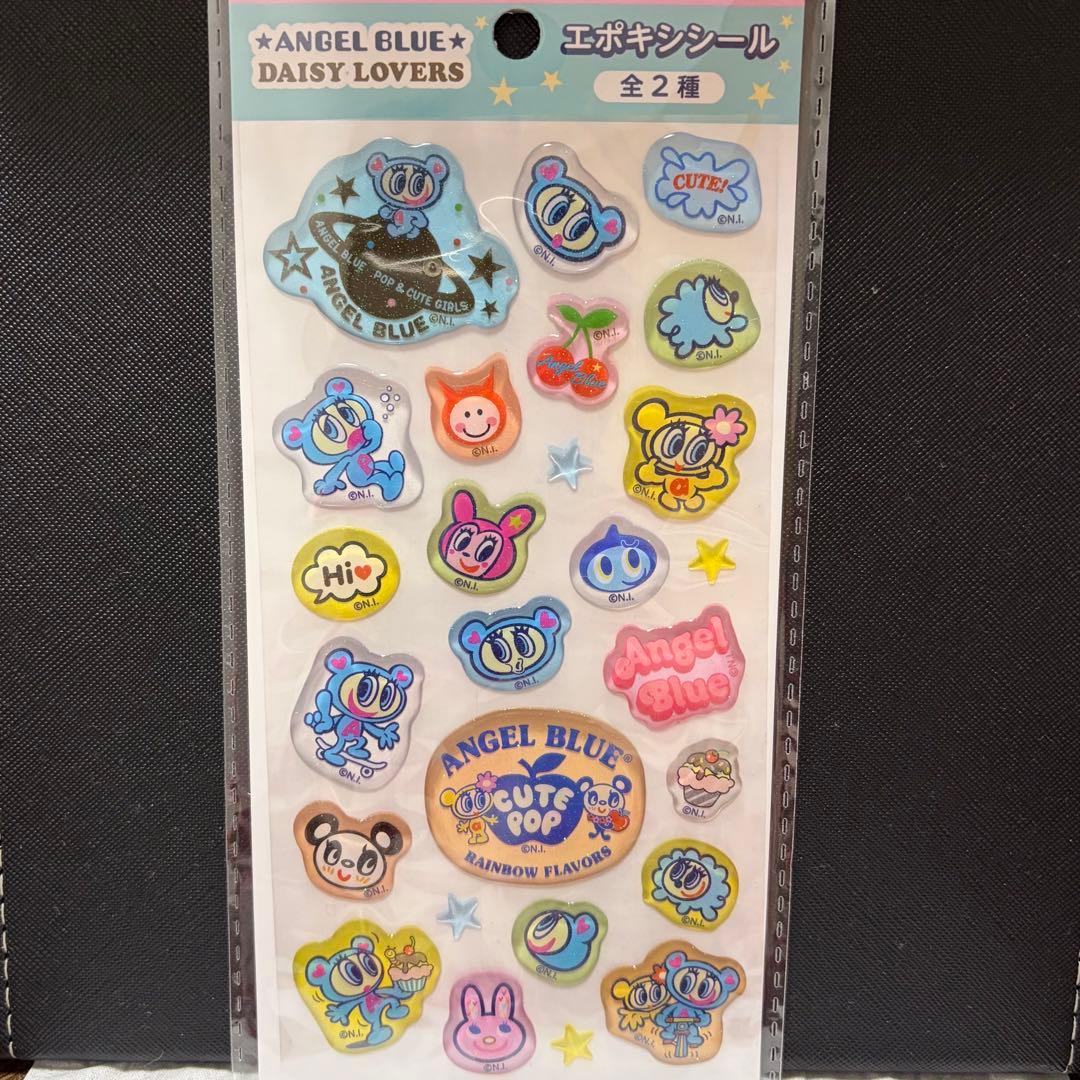 ★ANGEL BLUE★
DAISY LOVERS
エポキシシール
全2種
ANGEL BLUE POP & CUTE GIRLS
ANGEL BLUE
©N.I.
©N.I.
CUTE!
©N.I.
©N.I.
Angel
Blue
©N.I.
©N.I.
©N.I.
a
©N.I.
Hi♥
©N.I.
©N.I.
©N.I.
©N.I.
Angel
Blue
©N.I.
A
©N.I.
ANGEL BLUE®
CUTE
POP
©N.I.
RAINBOW FLAVORS
©N.I.
©N.I.
©N.I.
©N.I.
©N.I.
©N.I.
©N.I.